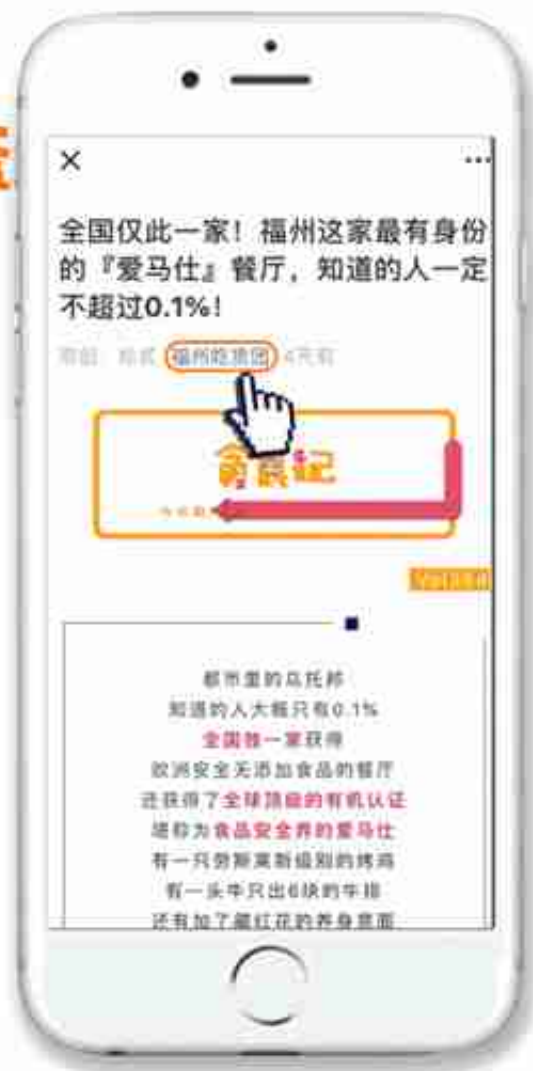 全国仅此一家！福州这家最有身份
的『爱马仕』餐厅，知道的人一定
不超过0.1%！
福州吃货团 4天前
都市里的乌托邦
知道的人大概只有0.1%
全国独一家获得
欧洲安全无添加食品的餐厅
还获得了全球顶级的有机认证
堪称为食品安全界的爱马仕
有一只劳斯莱斯级别的烤鸡
有一头牛只出6块的牛排
还有加了藏红花的养身意面